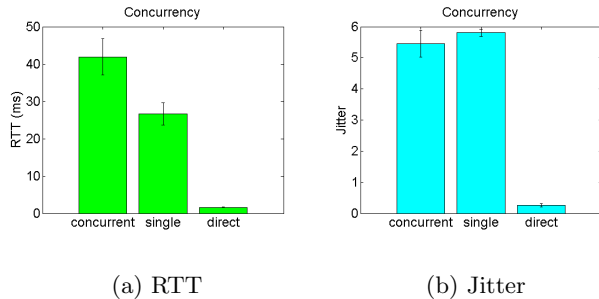 Concurrency
50
40
30
20
10
0
RTT (ms)
concurrent single direct
(a) RTT
Concurrency
6
5
4
3
2
1
0
Jitter
concurrent single direct
(b) Jitter